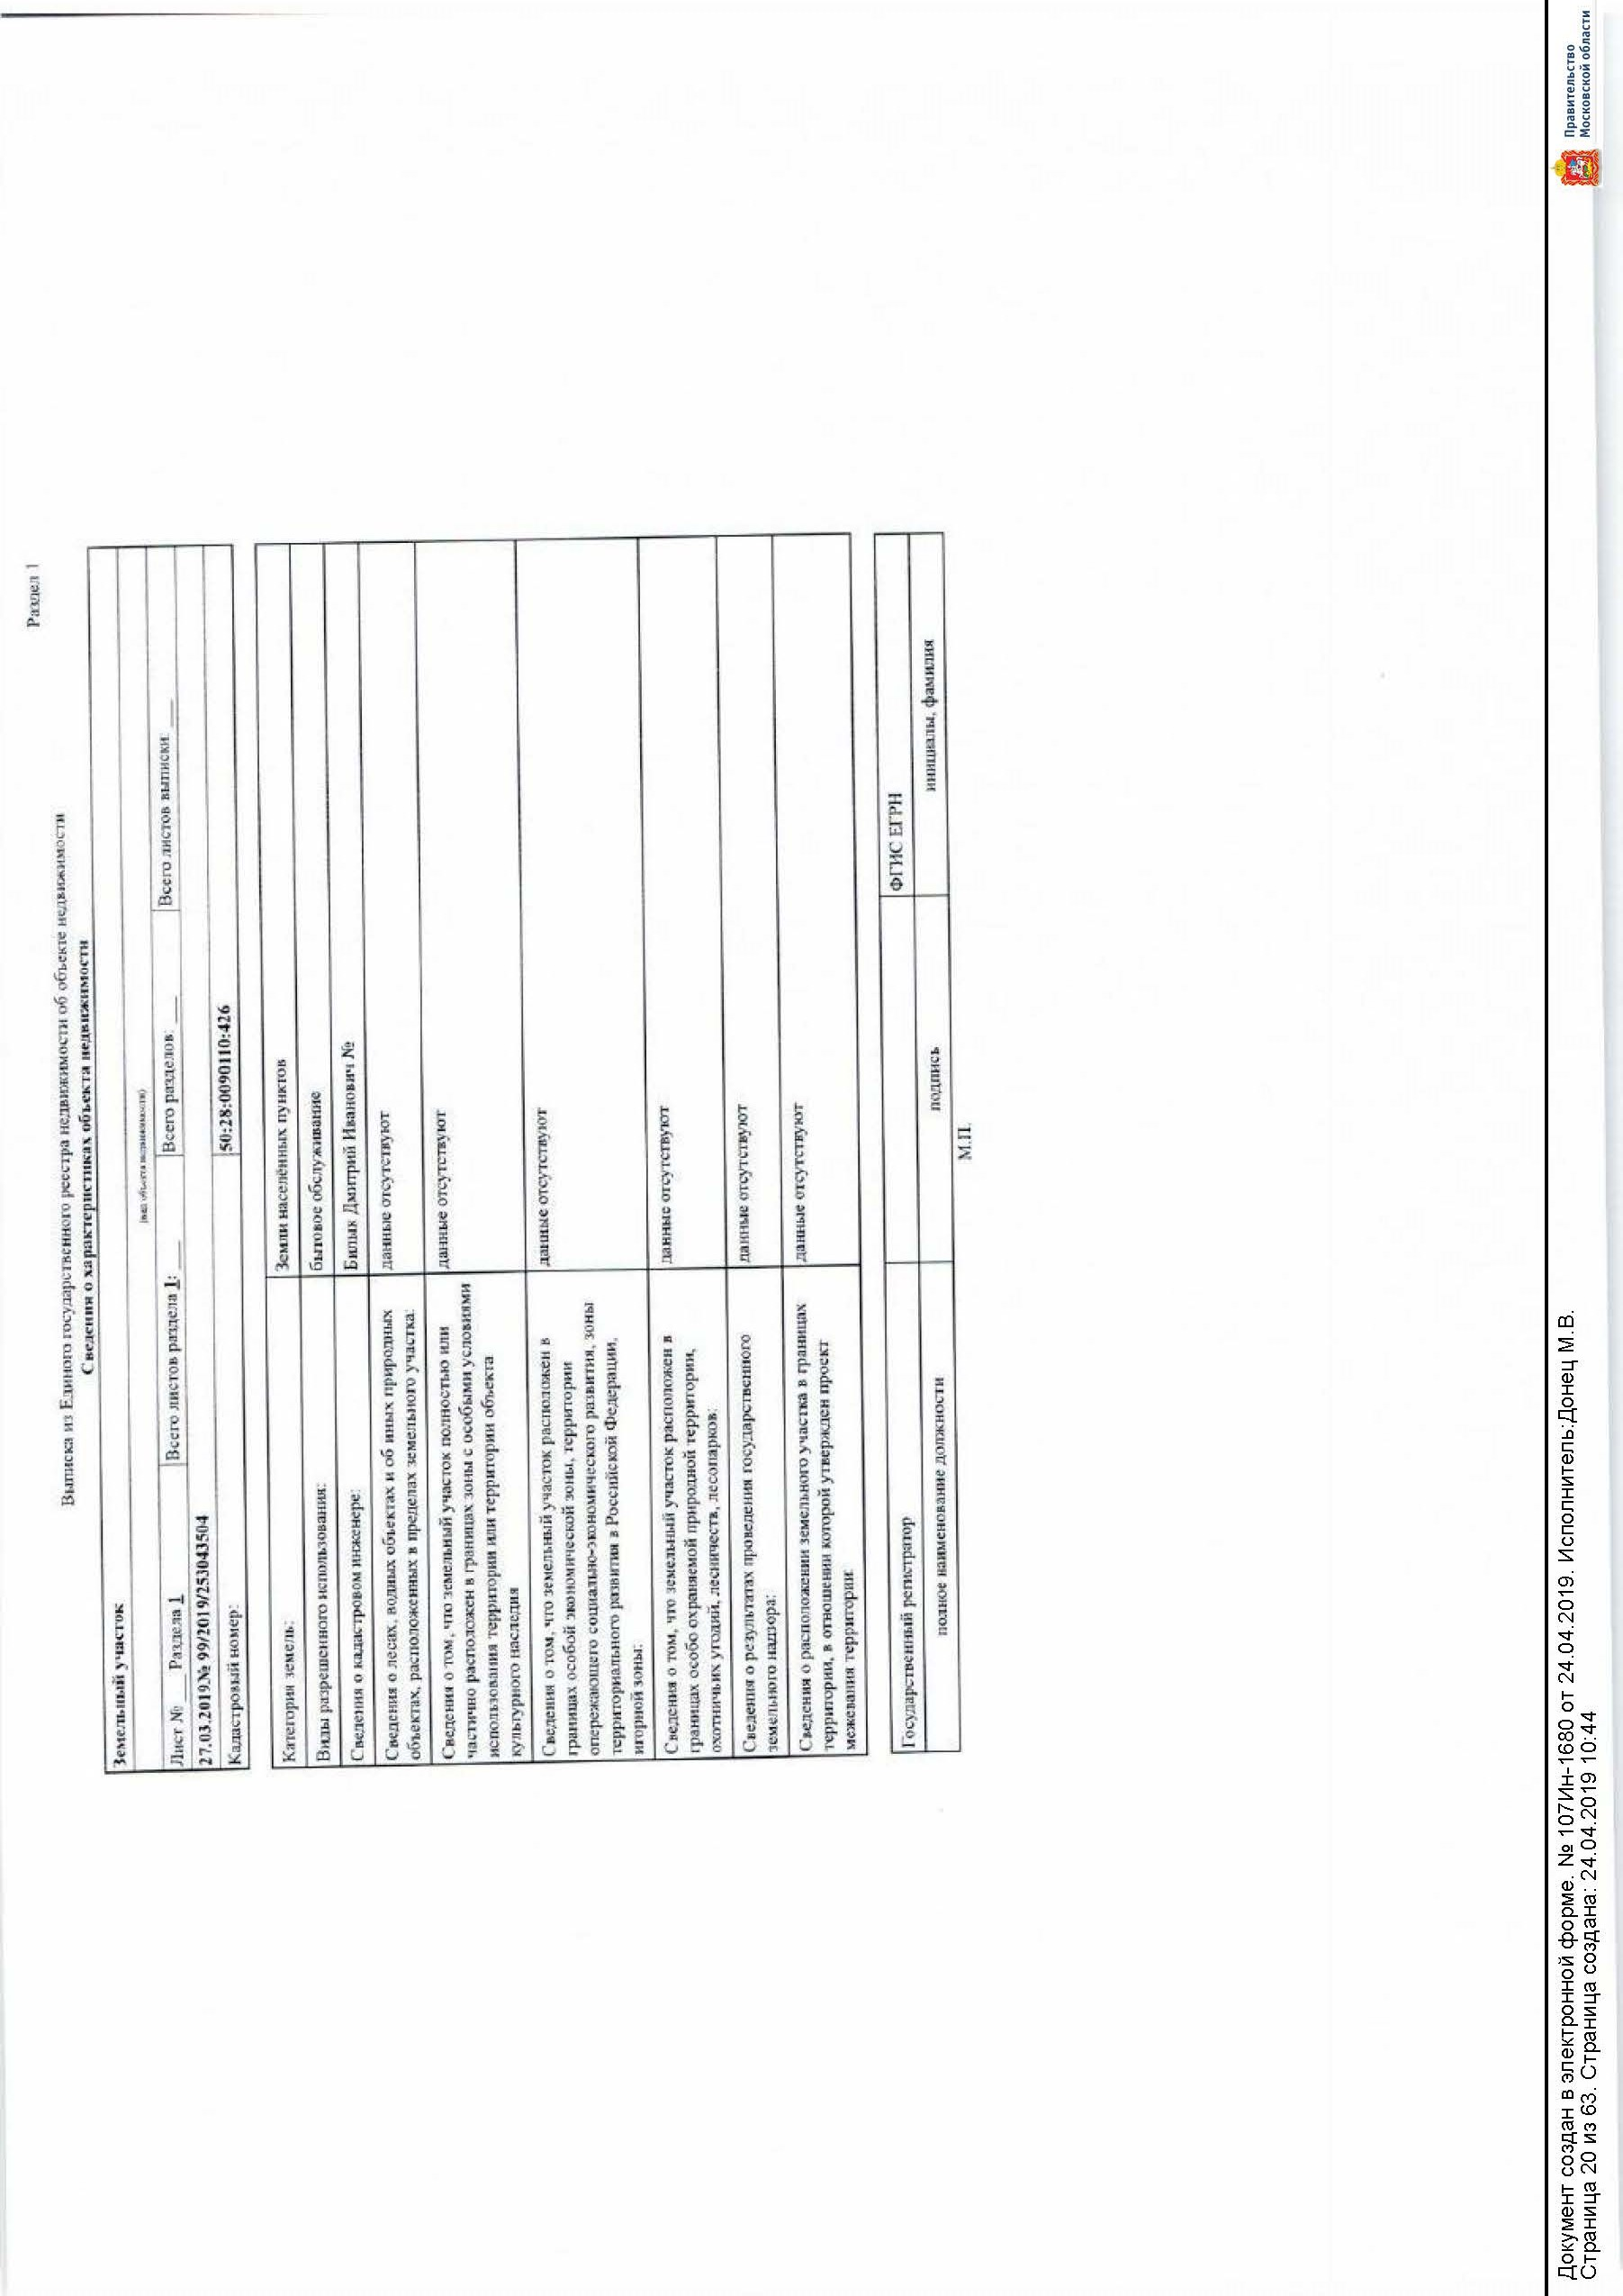 Раздел 1
Выписка из Единого государственного реестра недвижимости об объекте недвижимости
Сведения о характеристиках объекта недвижимости
Земельный участок
(вид объекта недвижимости)
Лист № ___ Раздела 1 Всего листов раздела 1: ___ Всего разделов: ___ Всего листов выписки: ___
27.03.2019 № 99/2019/253043504
Кадастровый номер: 50:28:0090110:426
Категория земель: Земли населённых пунктов
Виды разрешенного использования: бытовое обслуживание
Сведения о кадастровом инженере: Билык Дмитрий Иванович №
Сведения о лесах, водных объектах и об иных природных данные отсутствуют
объектах, расположенных в пределах земельного участка:
Сведения о том, что земельный участок полностью или данные отсутствуют
частично расположен в границах зоны с особыми условиями
использования территории или территории объекта
культурного наследия
Сведения о том, что земельный участок расположен в данные отсутствуют
границах особой экономической зоны, территории
опережающего социально-экономического развития, зоны
территориального развития в Российской Федерации,
игорной зоны:
Сведения о том, что земельный участок расположен в данные отсутствуют
границах особо охраняемой природной территории,
охотничьих угодий, лесничеств, лесопарков:
Сведения о результатах проведения государственного данные отсутствуют
земельного надзора:
Сведения о расположении земельного участка в границах данные отсутствуют
территории, в отношении которой утвержден проект
межевания территории:
Государственный регистратор ФГИС ЕГРН
полное наименование должности подпись инициалы, фамилия
М.П.
Документ создан в электронной форме. № 107Ин-1680 от 24.04.2019. Исполнитель:Донец М.В.
Страница 20 из 63. Страница создана: 24.04.2019 10:44
Правительство
Московской области